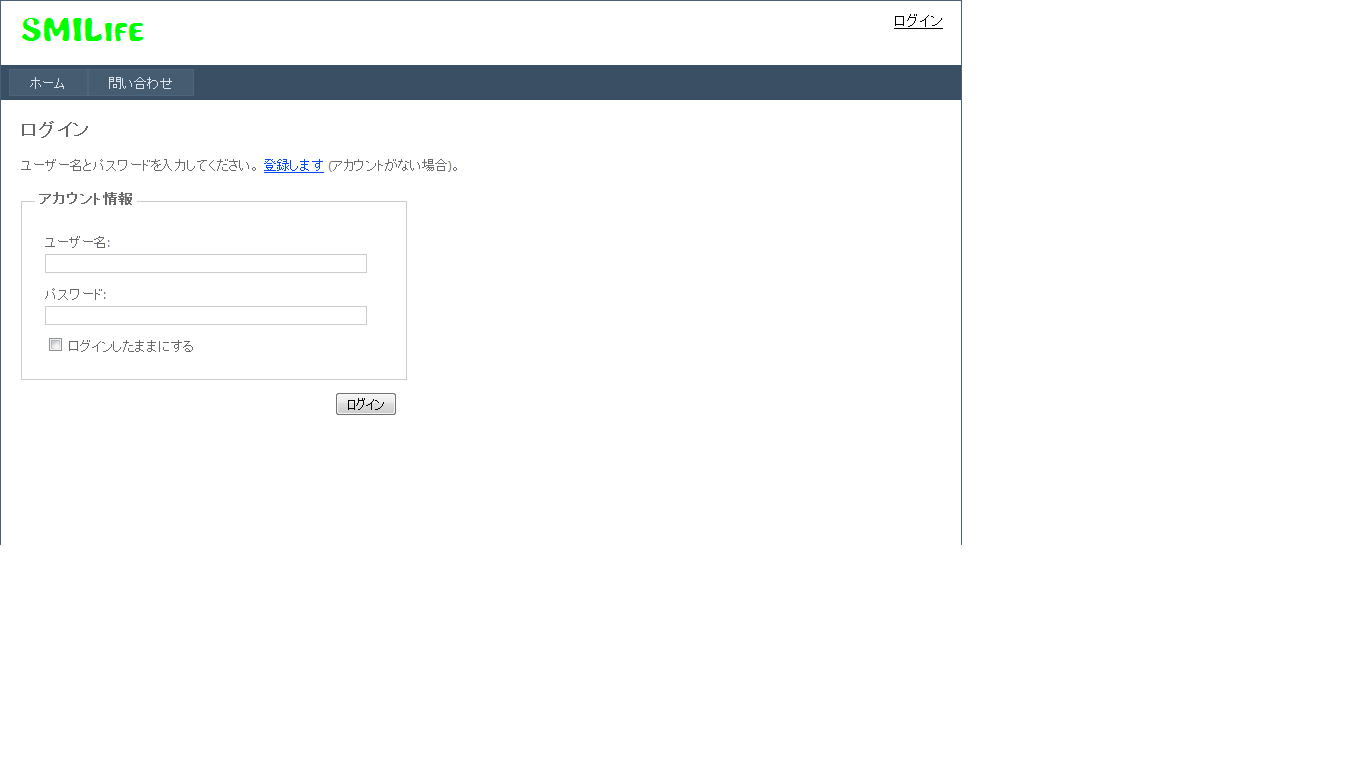 SMILIFE
ログイン
ホーム 問い合わせ
ログイン
ユーザー名とパスワードを入力してください。 登録します (アカウントがない場合)。
アカウント情報
ユーザー名:
パスワード:
ログインしたままにする
ログイン